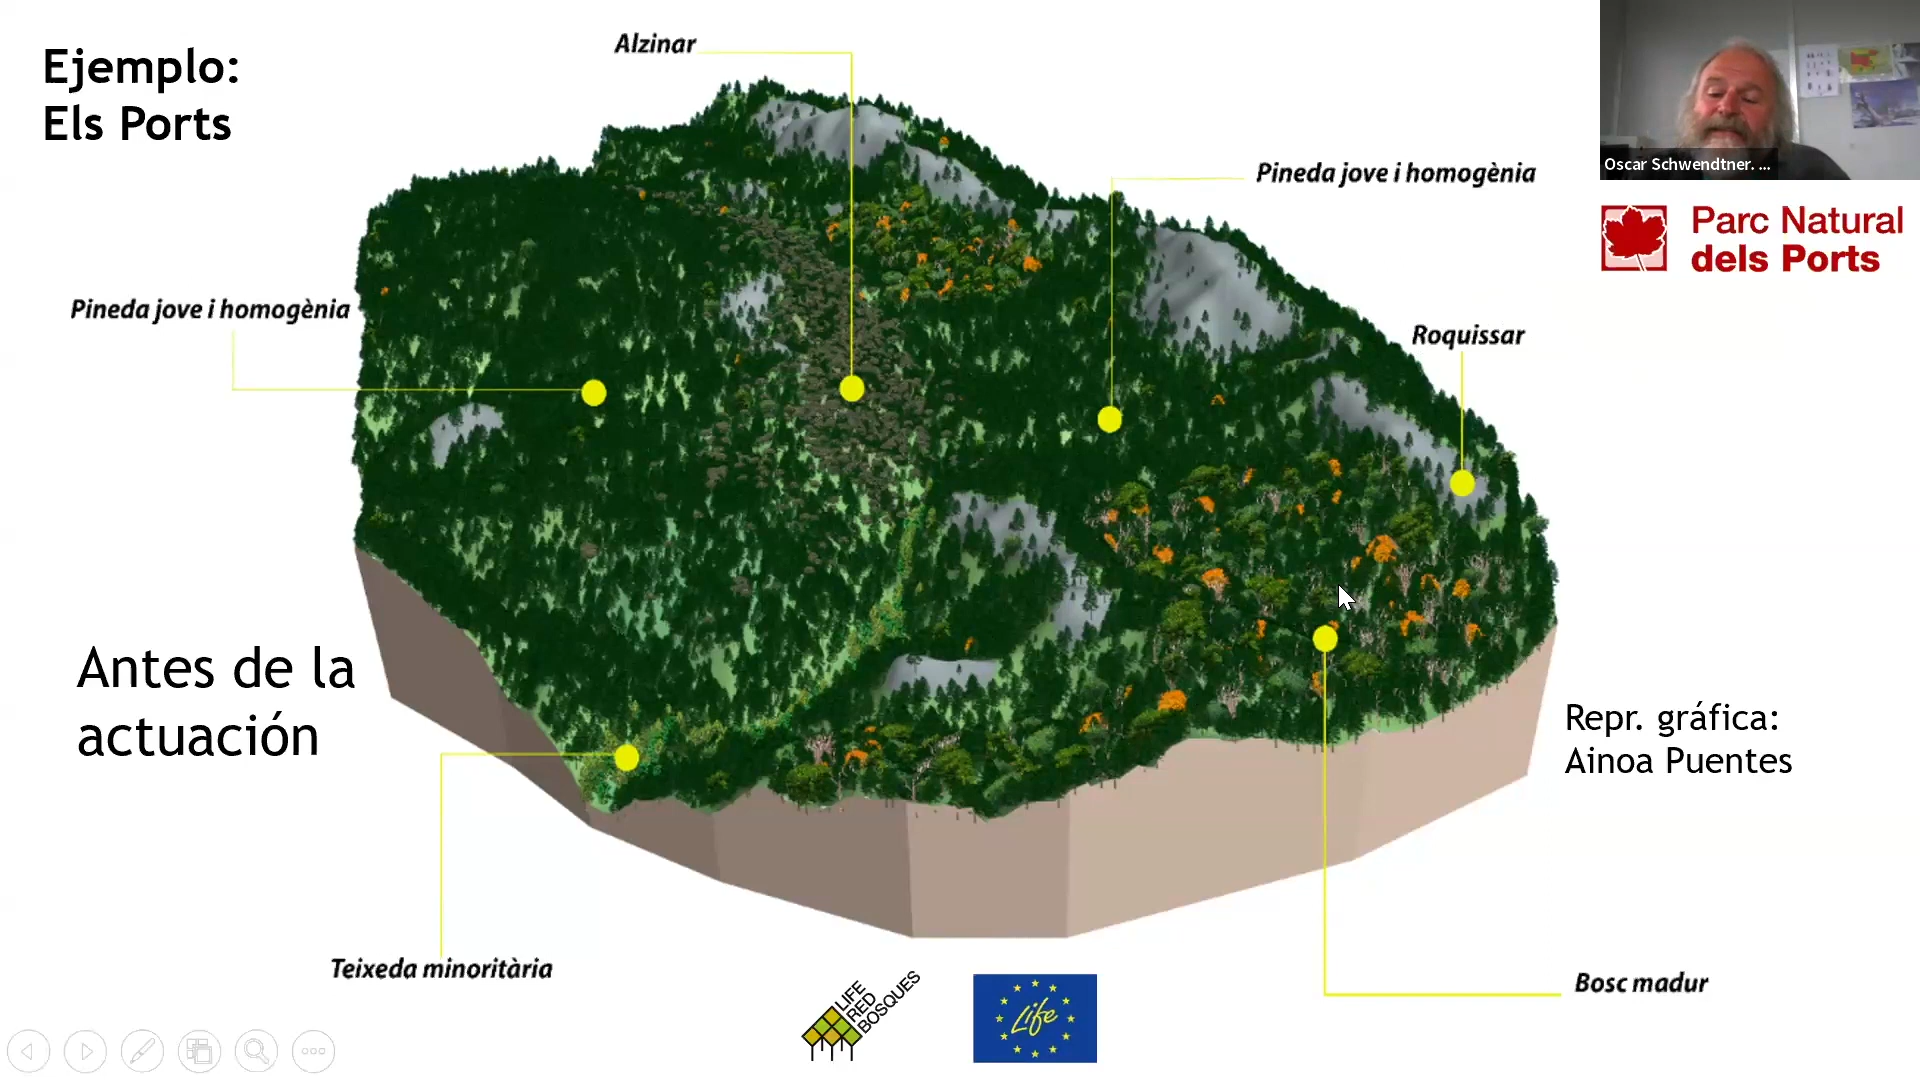 Ejemplo:
Els Ports
Alzinar
Pineda jove i homogènia
Oscar Schwendtner. ...
Parc Natural
dels Ports
Pineda jove i homogènia
Roquissar
Antes de la
actuación
Repr. gráfica:
Ainoa Puentes
Teixeda minoritària
Bosc madur
LIFE
RED
BOSQUES
Life